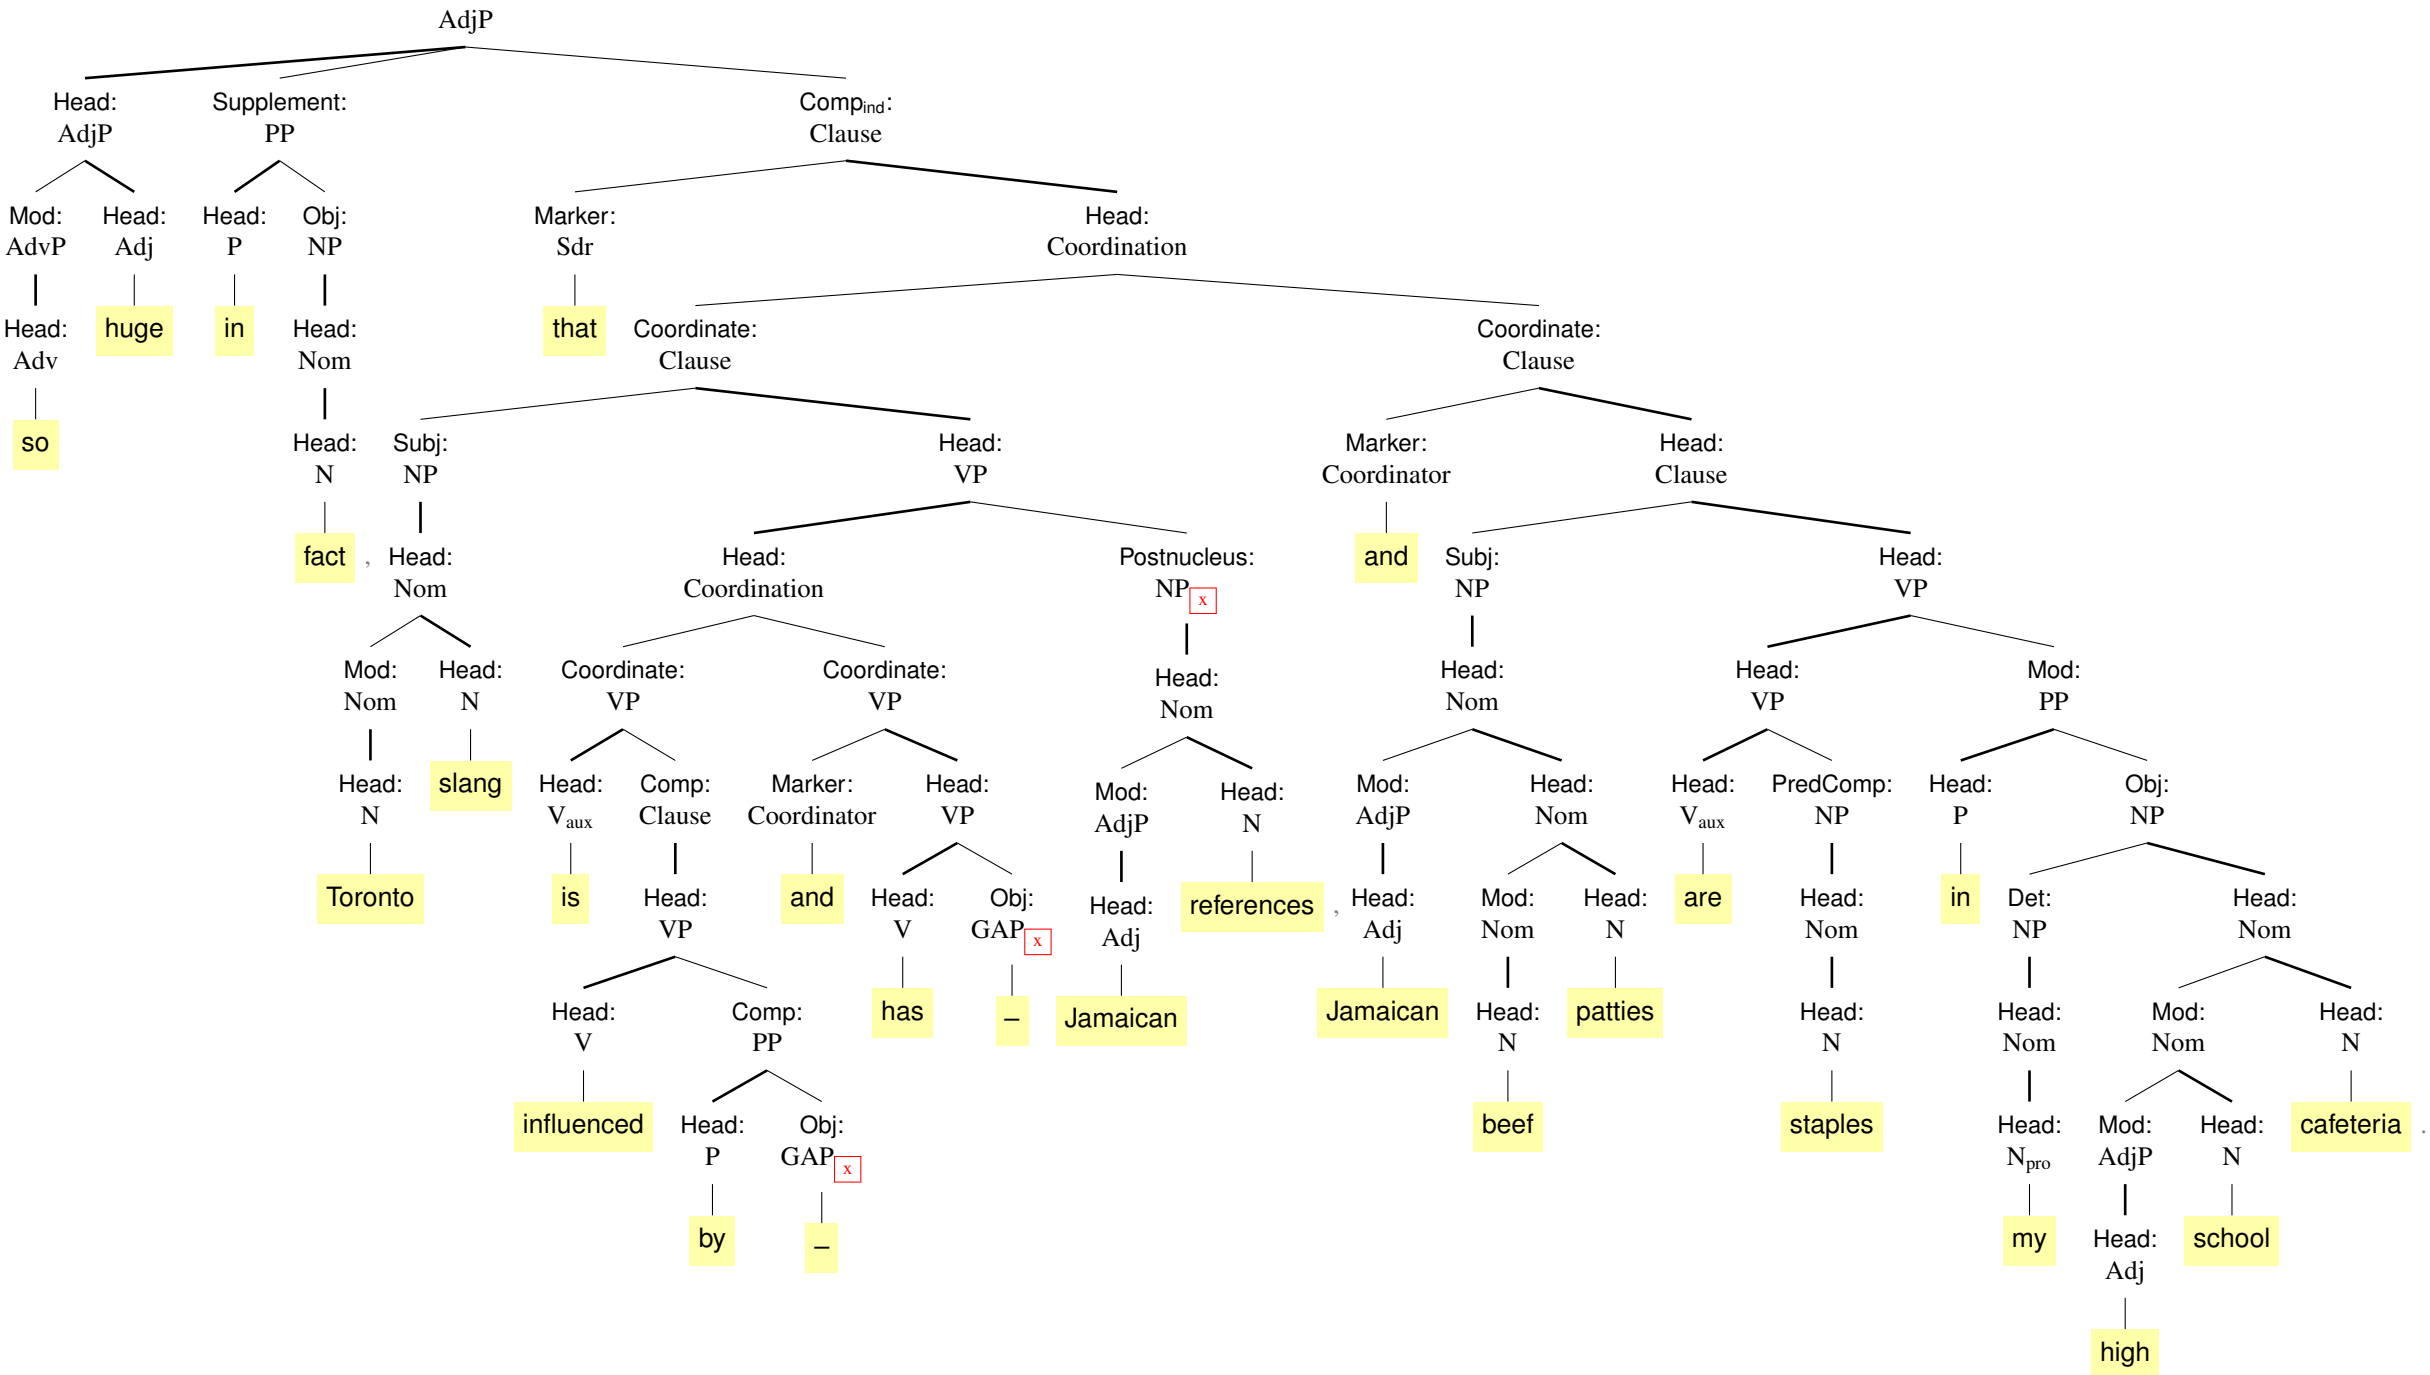 AdjP
Head: Supplement: Comp_ind:
AdjP PP Clause
Mod: Head: Head: Obj: Marker: Head:
AdvP Adj P NP Sdr Coordination
Head: huge in Head: that Coordinate: Coordinate:
Adv Nom Clause Clause
so Head: Subj: Head: Marker: Head:
N NP VP Coordinator Clause
fact , Head: Head: Postnucleus: and Subj: Head:
Nom Coordination NP x NP VP
Mod: Head: Coordinate: Coordinate: Head: Head: Head: Mod:
Nom N VP VP Nom Nom VP PP
Head: slang Head: Comp: Marker: Head: Mod: Head: Mod: Head: Head: PredComp: Head: Obj:
N V_aux Clause Coordinator VP AdjP N AdjP Nom V_aux NP P NP
Toronto is Head: and Head: Obj: Head: references , Head: Mod: Head: are Head: in Det: Head:
VP V GAP x Adj Adj Nom N Nom NP Nom
Head: Comp: has – Jamaican Jamaican Head: patties Head: Head: Mod: Head:
V PP N N Nom Nom N
influenced Head: Obj: beef staples Head: Mod: Head: cafeteria .
P GAP x N_pro AdjP N
by – my Head: school
Adj
high